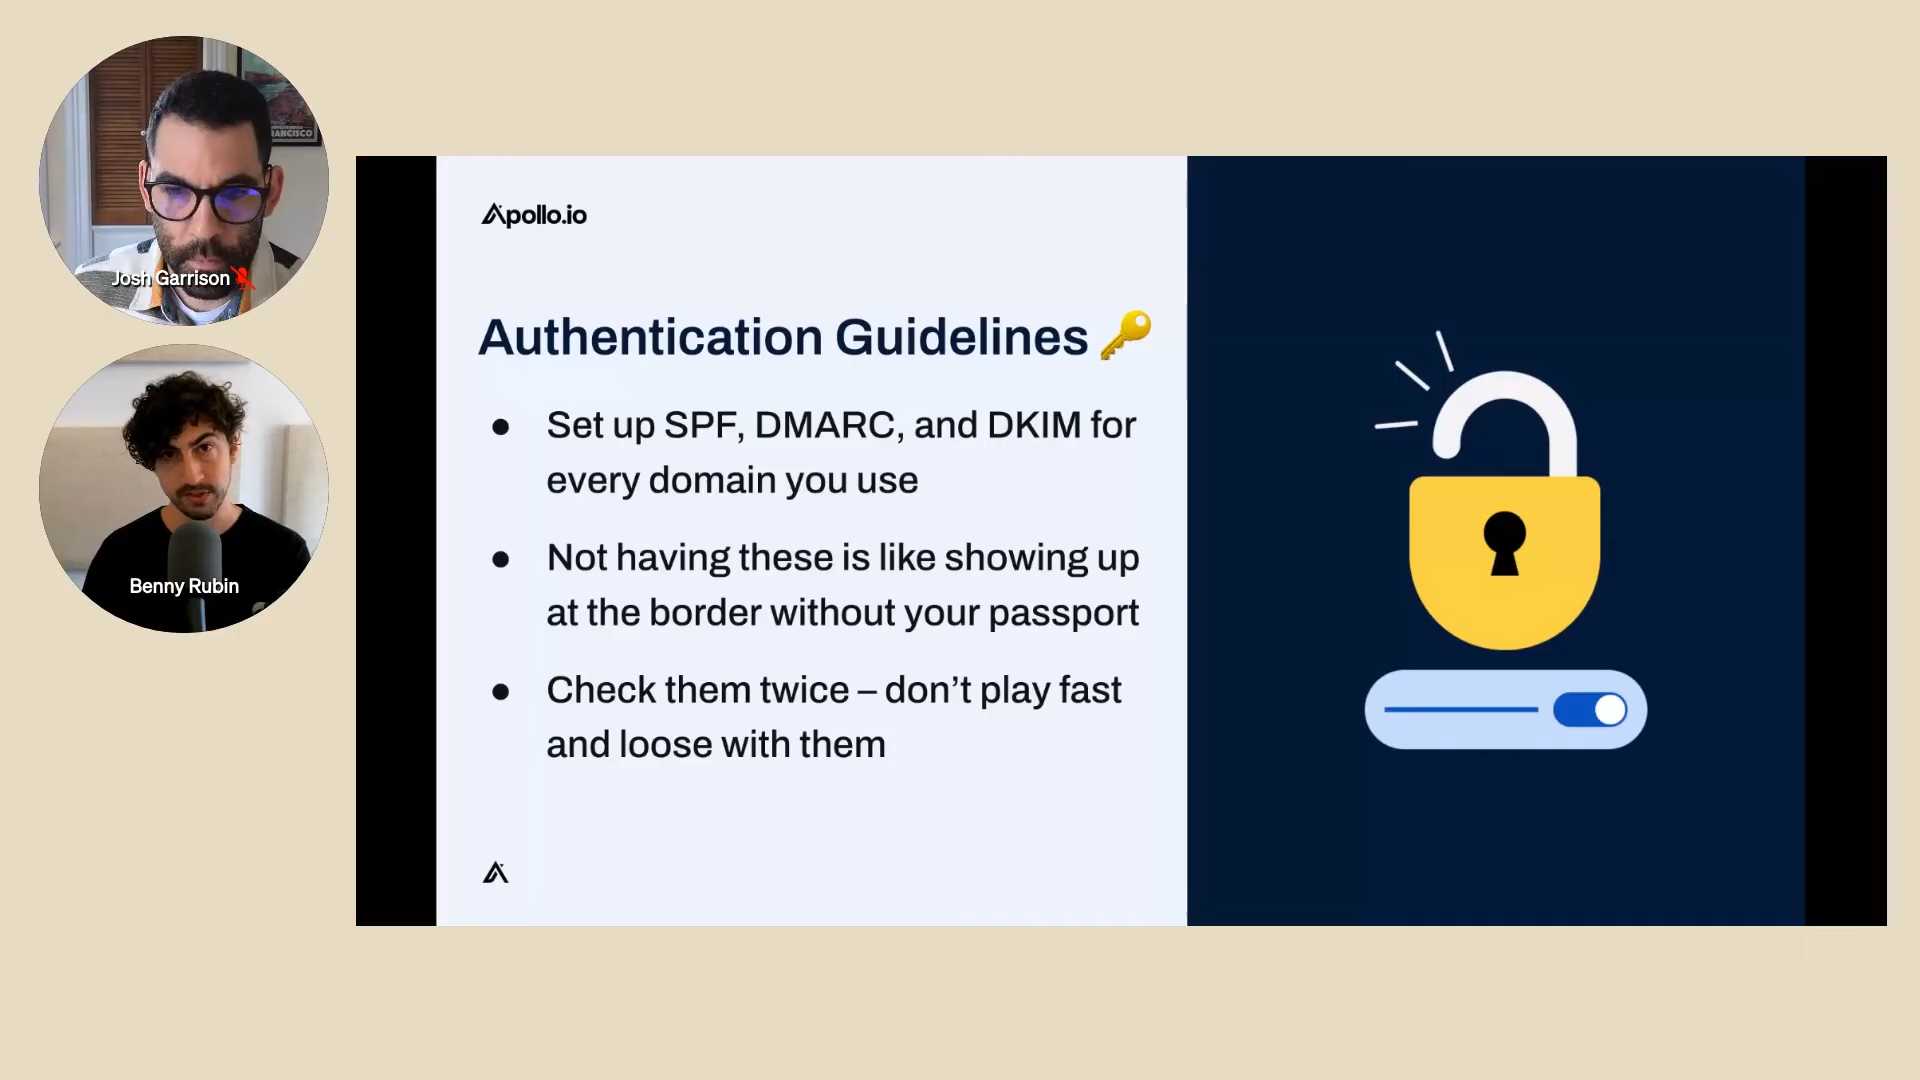 RANCISCO
Josh Garrison
Benny Rubin
Apollo.io
Authentication Guidelines 🔑
● Set up SPF, DMARC, and DKIM for
every domain you use
● Not having these is like showing up
at the border without your passport
● Check them twice – don’t play fast
and loose with them